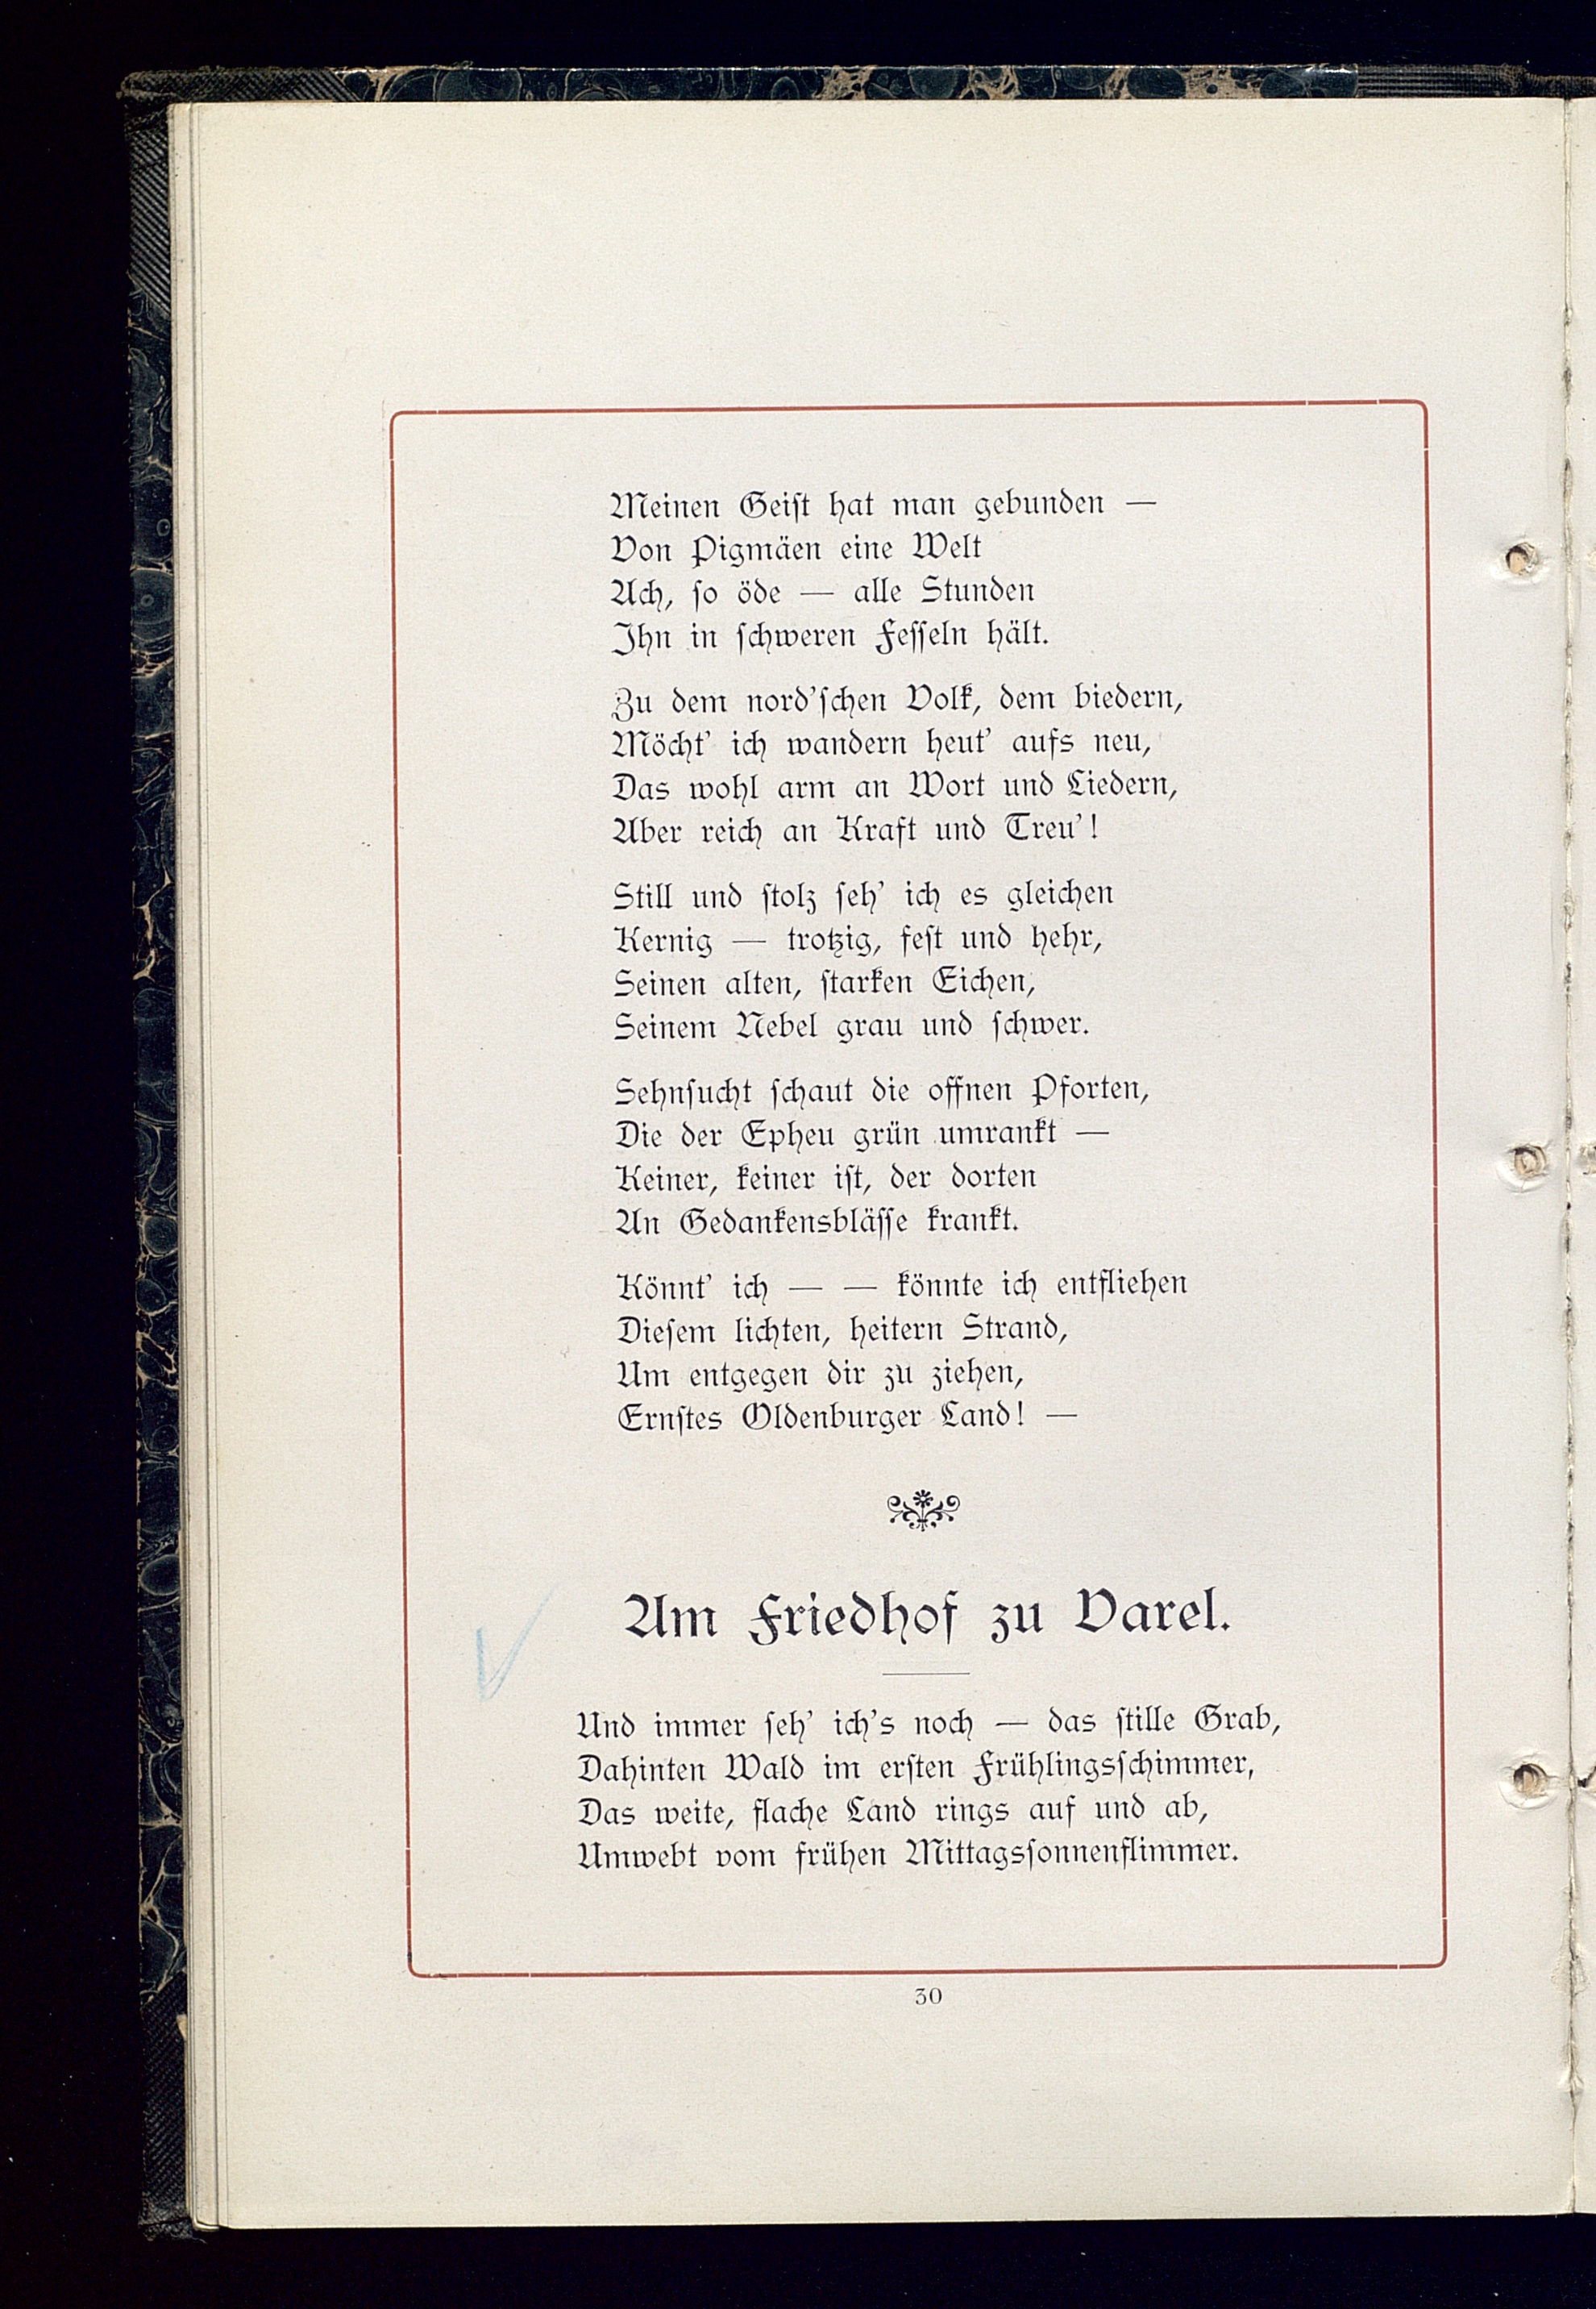 Meinen Geiſt hat man gebunden —
Von Pigmäen eine Welt
Ach, ſo öde — alle Stunden
Ihn in ſchweren Feſſeln hält.
Zu dem nord'ſchen Volk, dem biedern,
Möcht' ich wandern heut' aufs neu,
Das wohl arm an Wort und Liedern,
Aber reich an Kraft und Treu'!
Still und ſtolz ſeh' ich es gleichen
Kernig — trotzig, feſt und hehr,
Seinen alten, ſtarken Eichen,
Seinem Nebel grau und ſchwer.
Sehnſucht ſchaut die offnen Pforten,
Die der Epheu grün umrankt —
Keiner, keiner iſt, der dorten
An Gedankensbläſſe krankt.
Könnt' ich — — könnte ich entfliehen
Dieſem lichten, heitern Strand,
Um entgegen dir zu ziehen,
Ernſtes Oldenburger Land! —
Am Friedhof zu Varel.
Und immer ſeh' ich's noch — das ſtille Grab,
Dahinten Wald im erſten Frühlingsſchimmer,
Das weite, flache Land rings auf und ab,
Umwebt vom frühen Mittagsſonnenflimmer.
30